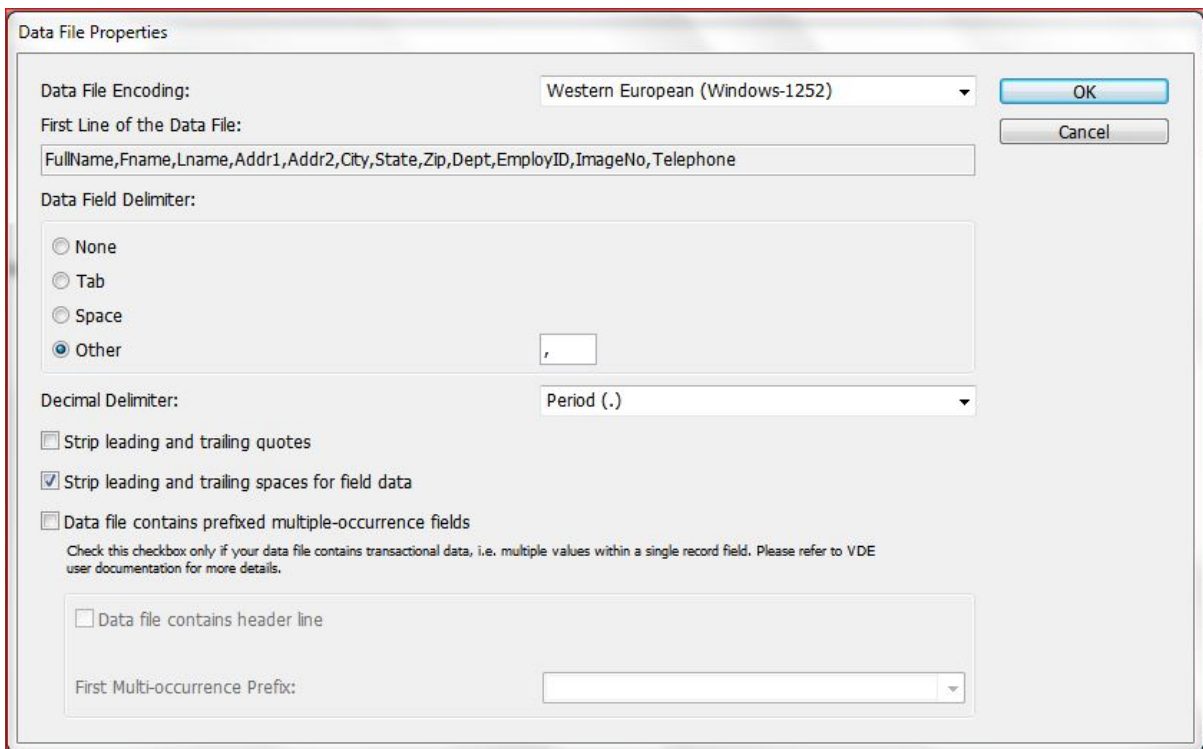 Data File Properties
Data File Encoding:
Western European (Windows-1252)
OK
First Line of the Data File:
Cancel
FullName,Fname,Lname,Addr1,Addr2,City,State,Zip,Dept,EmployID,ImageNo,Telephone
Data Field Delimiter:
None
Tab
Space
Other
,
Decimal Delimiter:
Period (.)
Strip leading and trailing quotes
Strip leading and trailing spaces for field data
Data file contains prefixed multiple-occurrence fields
Check this checkbox only if your data file contains transactional data, i.e. multiple values within a single record field. Please refer to VDE
user documentation for more details.
Data file contains header line
First Multi-occurrence Prefix: